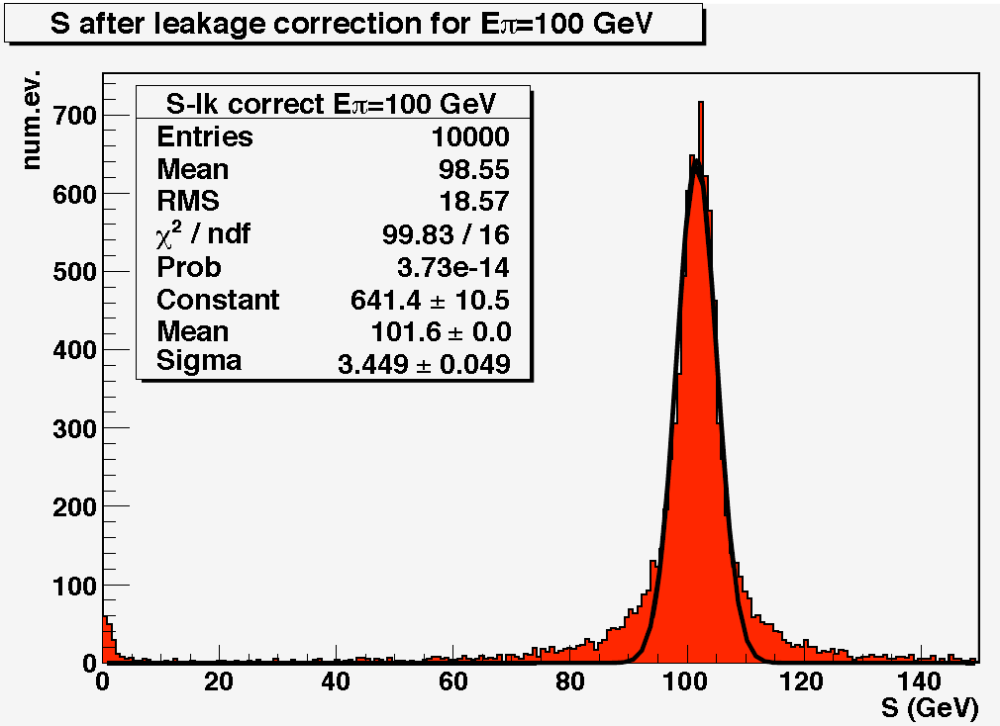 S after leakage correction for Eπ=100 GeV
num.ev.
S-lk correct Eπ=100 GeV
Entries 10000
Mean 98.55
RMS 18.57
χ² / ndf 99.83 / 16
Prob 3.73e-14
Constant 641.4 ± 10.5
Mean 101.6 ± 0.0
Sigma 3.449 ± 0.049
700
600
500
400
300
200
100
0
0 20 40 60 80 100 120 140
S (GeV)